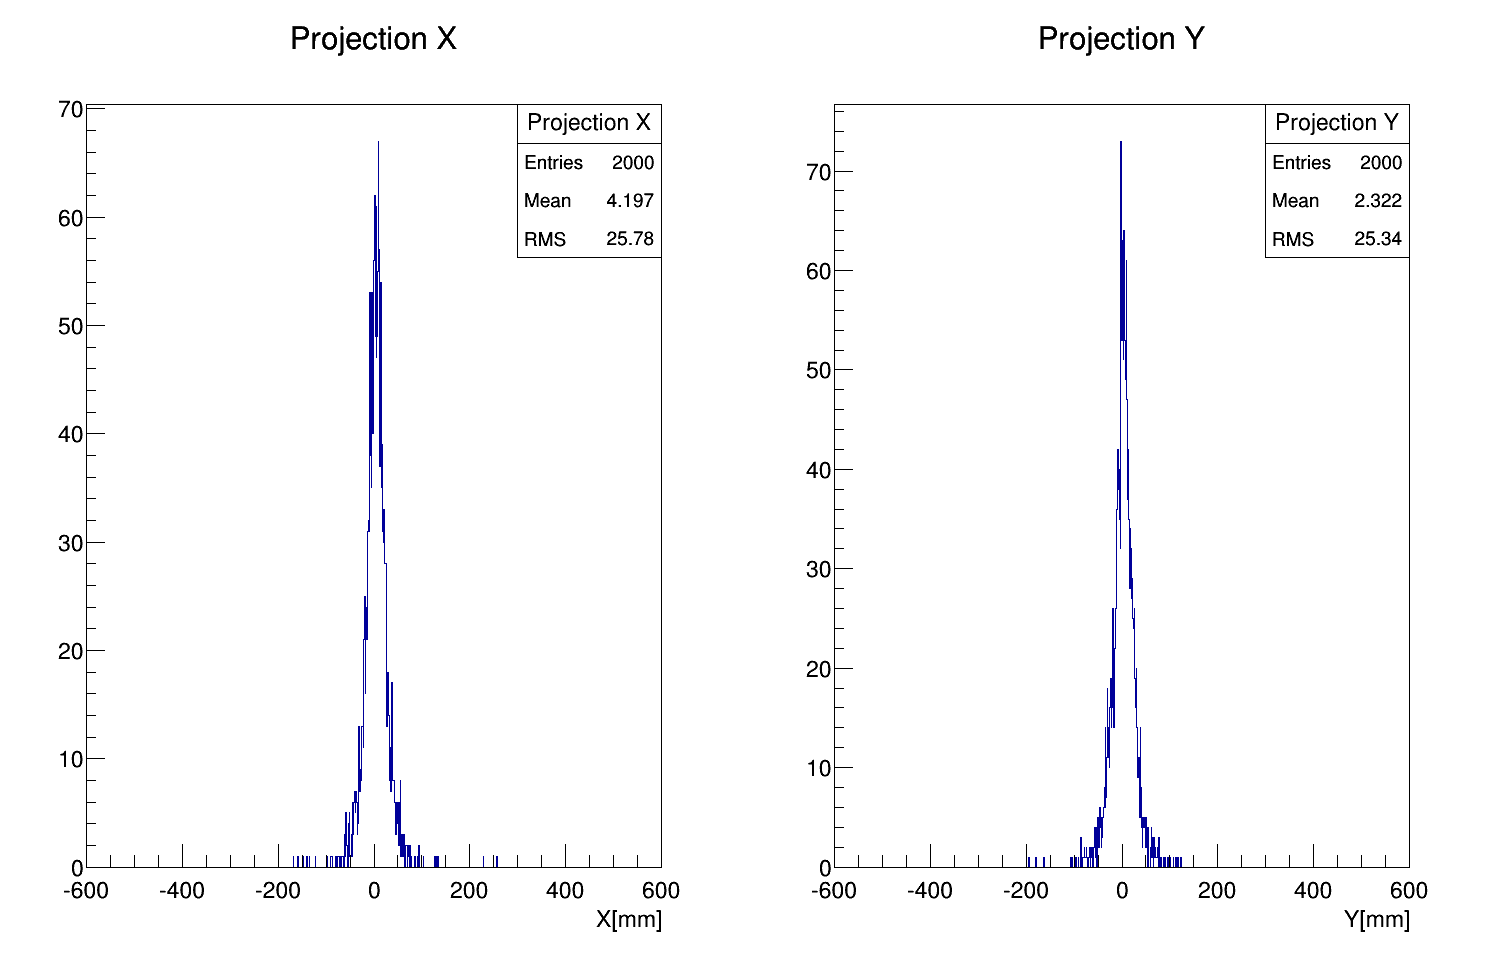 Projection X
70
60
50
40
30
20
10
0
-600 -400 -200 0 200 400 600
X[mm]
Projection X
Entries 2000
Mean 4.197
RMS 25.78
Projection Y
70
60
50
40
30
20
10
0
-600 -400 -200 0 200 400 600
Y[mm]
Projection Y
Entries 2000
Mean 2.322
RMS 25.34